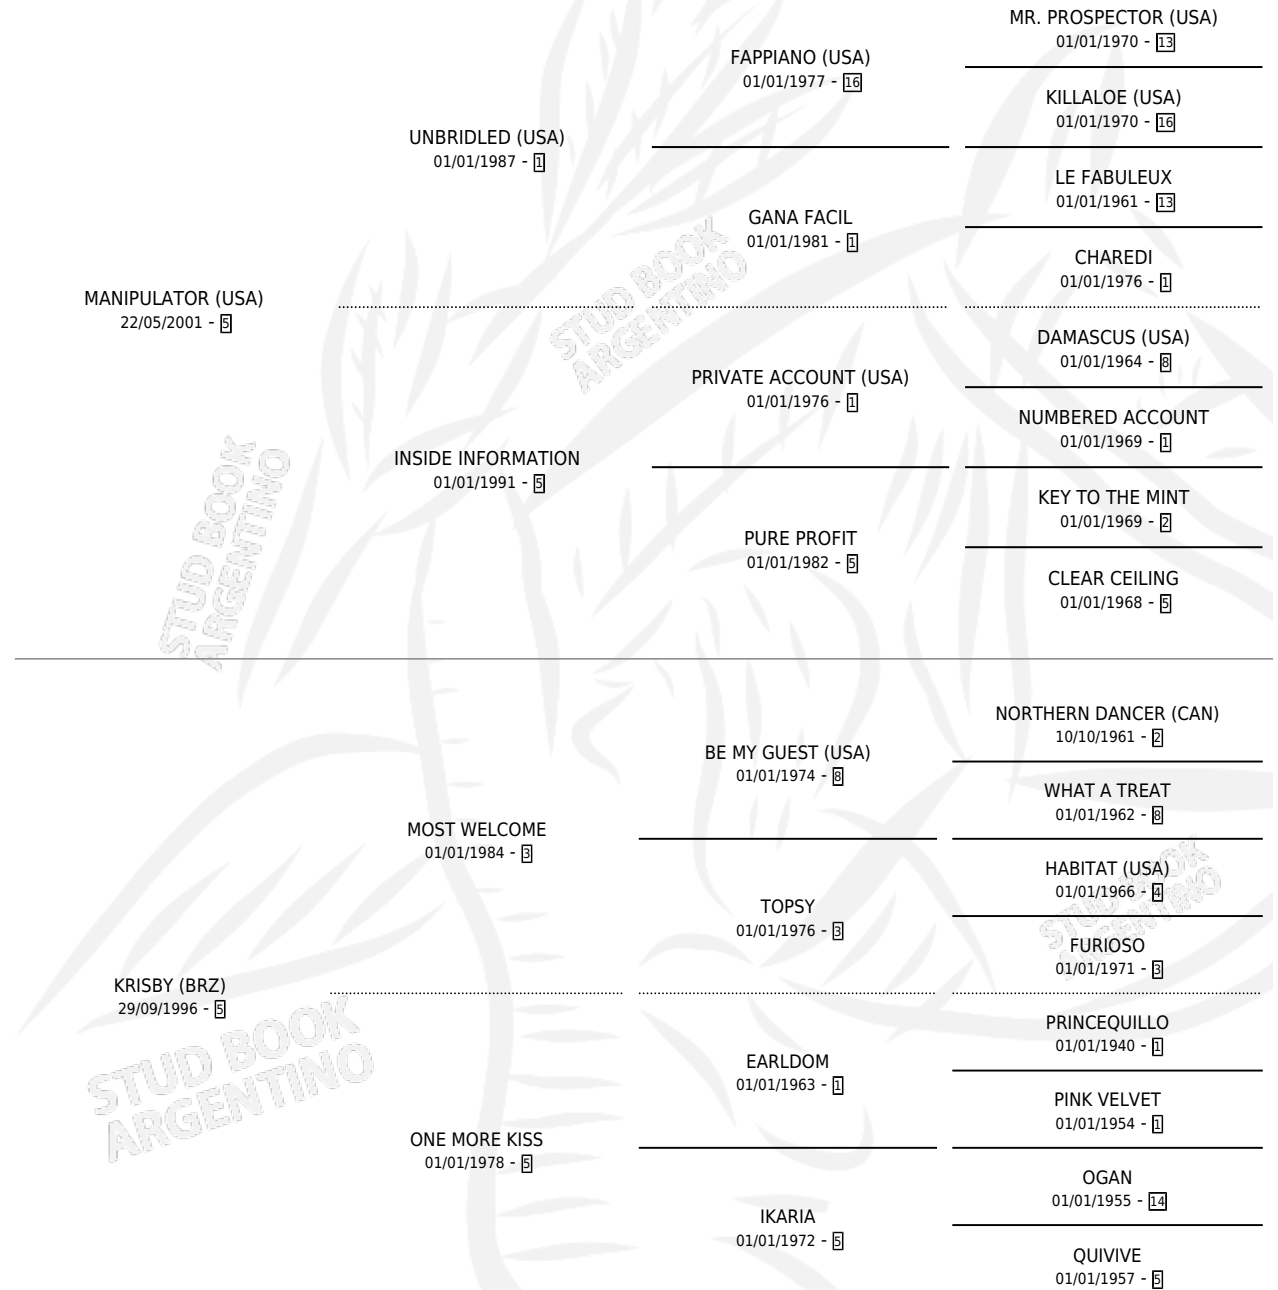 MR. PROSPECTOR (USA)
01/01/1970 - 13
FAPPIANO (USA)
01/01/1977 - 16
KILLALOE (USA)
01/01/1970 - 16
UNBRIDLED (USA)
01/01/1987 - 1
LE FABULEUX
01/01/1961 - 13
GANA FACIL
01/01/1981 - 1
CHAREDI
01/01/1976 - 1
MANIPULATOR (USA)
22/05/2001 - 5
DAMASCUS (USA)
01/01/1964 - 8
PRIVATE ACCOUNT (USA)
01/01/1976 - 1
NUMBERED ACCOUNT
01/01/1969 - 1
INSIDE INFORMATION
01/01/1991 - 5
KEY TO THE MINT
01/01/1969 - 2
PURE PROFIT
01/01/1982 - 5
CLEAR CEILING
01/01/1968 - 5
NORTHERN DANCER (CAN)
10/10/1961 - 2
BE MY GUEST (USA)
01/01/1974 - 8
WHAT A TREAT
01/01/1962 - 8
MOST WELCOME
01/01/1984 - 3
HABITAT (USA)
01/01/1966 - 4
TOPSY
01/01/1976 - 3
FURIOSO
01/01/1971 - 3
KRISBY (BRZ)
29/09/1996 - 5
PRINCEQUILLO
01/01/1940 - 1
EARLDOM
01/01/1963 - 1
PINK VELVET
01/01/1954 - 1
ONE MORE KISS
01/01/1978 - 5
OGAN
01/01/1955 - 14
IKARIA
01/01/1972 - 5
QUIVIVE
01/01/1957 - 5
STUD BOOK
ARGENTINO
STUD BOOK
ARGENTINO
STUD BOOK
ARGENTINO
STUD BOOK
ARGENTINO